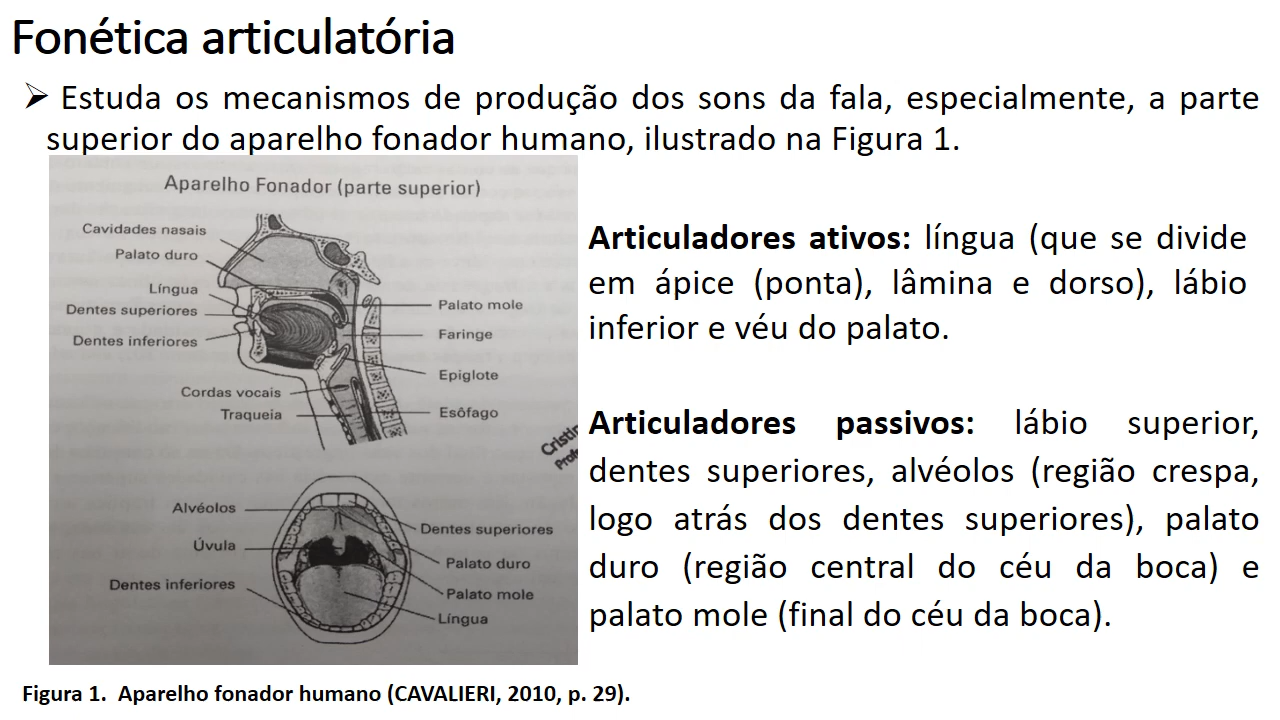 Fonética articulatória
➢ Estuda os mecanismos de produção dos sons da fala, especialmente, a parte
superior do aparelho fonador humano, ilustrado na Figura 1.
Aparelho Fonador (parte superior)
Cavidades nasais
Palato duro
Língua
Dentes superiores
Dentes inferiores
Cordas vocais
Traqueia
Palato mole
Faringe
Epiglote
Esôfago
Alvéolos
Úvula
Dentes inferiores
Dentes superiores
Palato duro
Palato mole
Língua
Articuladores ativos: língua (que se divide
em ápice (ponta), lâmina e dorso), lábio
inferior e véu do palato.
Articuladores passivos: lábio superior,
dentes superiores, alvéolos (região crespa,
logo atrás dos dentes superiores), palato
duro (região central do céu da boca) e
palato mole (final do céu da boca).
Figura 1. Aparelho fonador humano (CAVALIERI, 2010, p. 29).